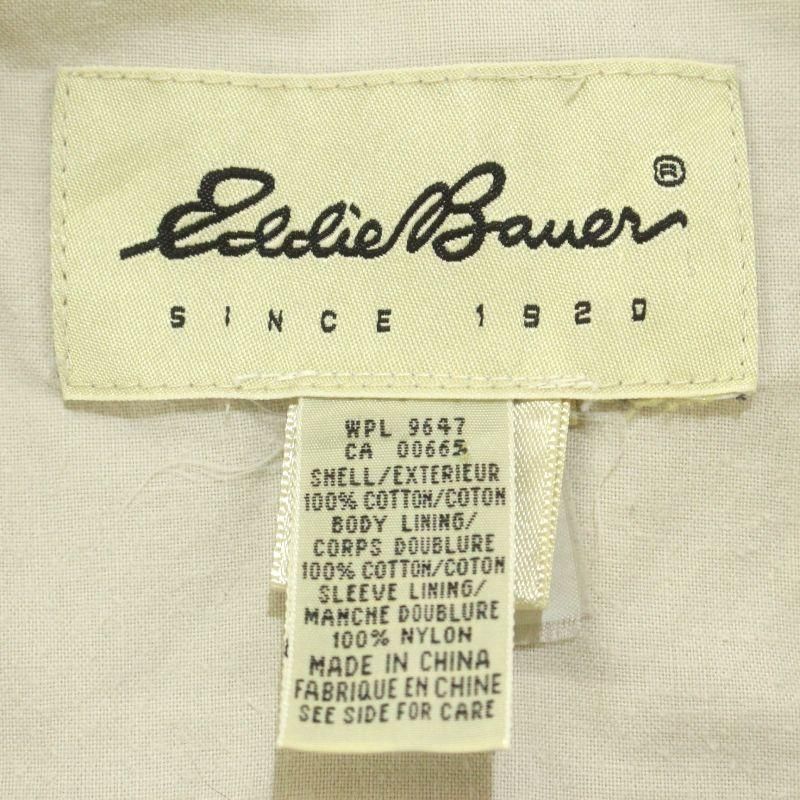 Eddie Bauer®
SINCE 1920
WPL 9647
CA 00665
SHELL/EXTERIEUR
100% COTTON/COTON
BODY LINING/
CORPS DOUBLURE
100% COTTON/COTON
SLEEVE LINING/
MANCHE DOUBLURE
100% NYLON
MADE IN CHINA
FABRIQUE EN CHINE
SEE SIDE FOR CARE